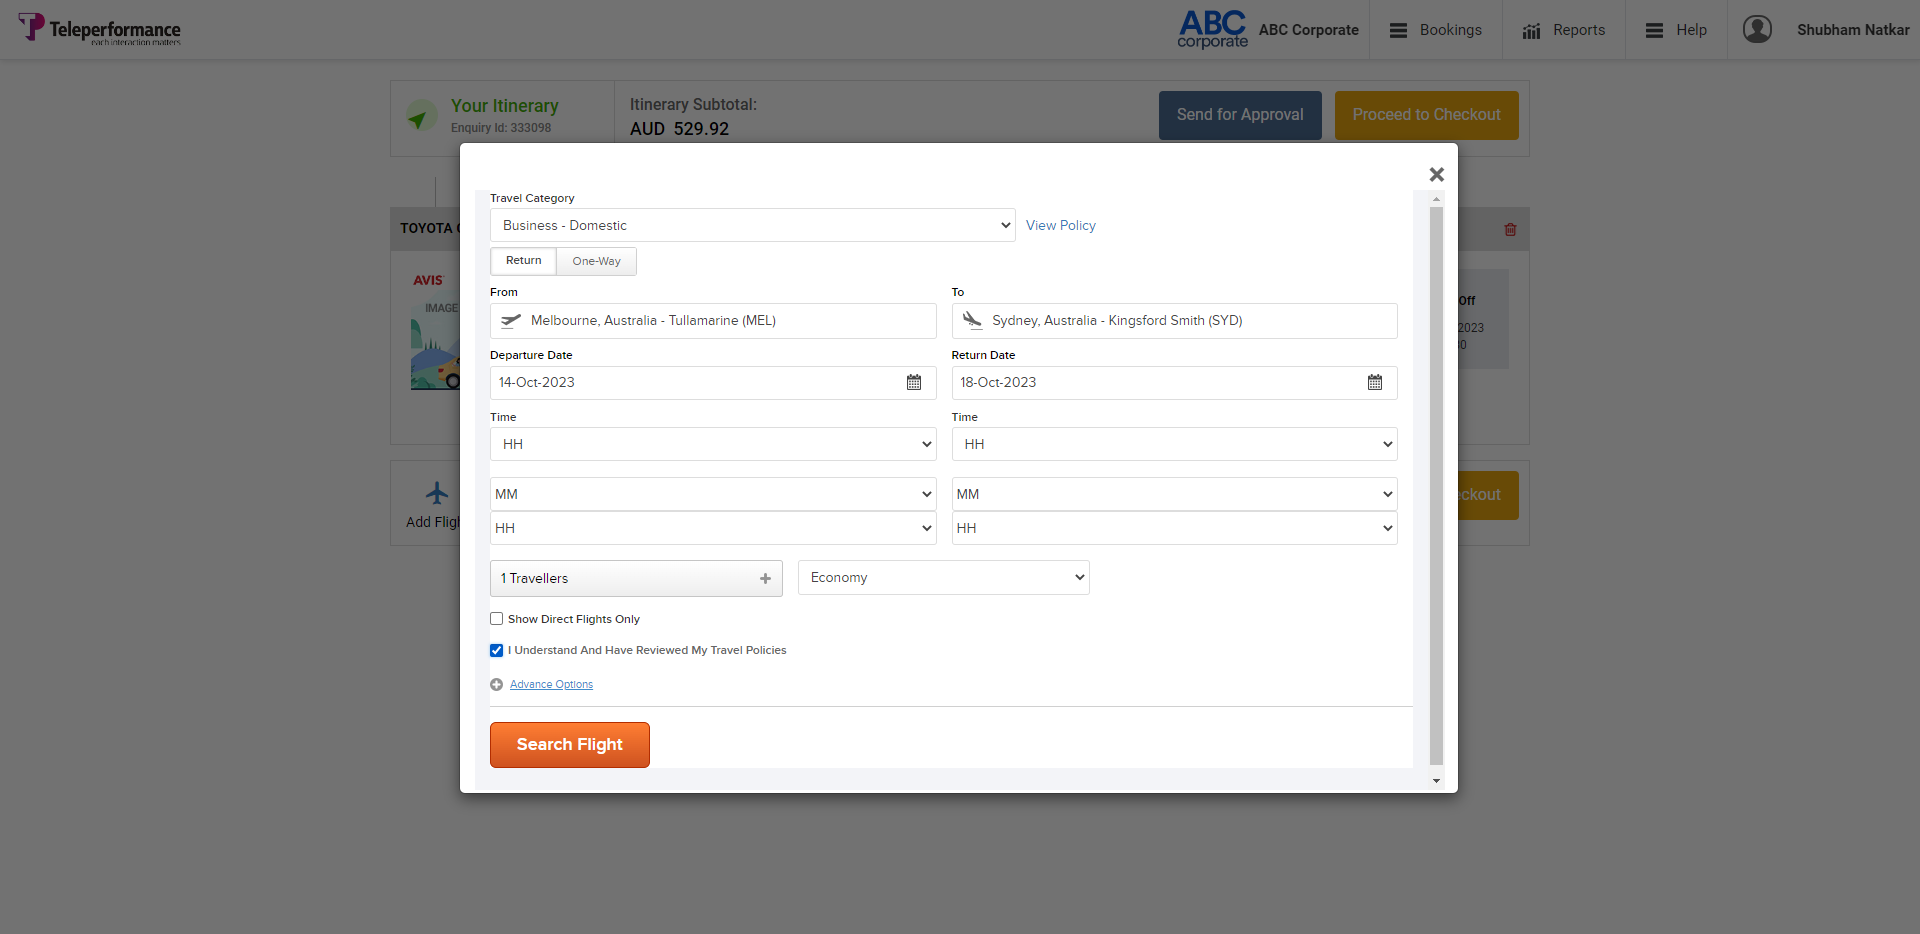 Teleperformance
each interaction matters
ABC
corporate
ABC Corporate
Bookings
Reports
Help
Shubham Natkar
Your Itinerary
Enquiry Id: 333098
Itinerary Subtotal:
AUD 529.92
Send for Approval
Proceed to Checkout
Travel Category
Business - Domestic
View Policy
TOYOTA
Return
One-Way
AVIS
IMAGE
From
To
Melbourne, Australia - Tullamarine (MEL)
Sydney, Australia - Kingsford Smith (SYD)
Off
2023
Departure Date
Return Date
14-Oct-2023
18-Oct-2023
Time
Time
HH
HH
MM
MM
HH
HH
Add
1 Travellers
Economy
Show Direct Flights Only
I Understand And Have Reviewed My Travel Policies
Advance Options
Search Flight